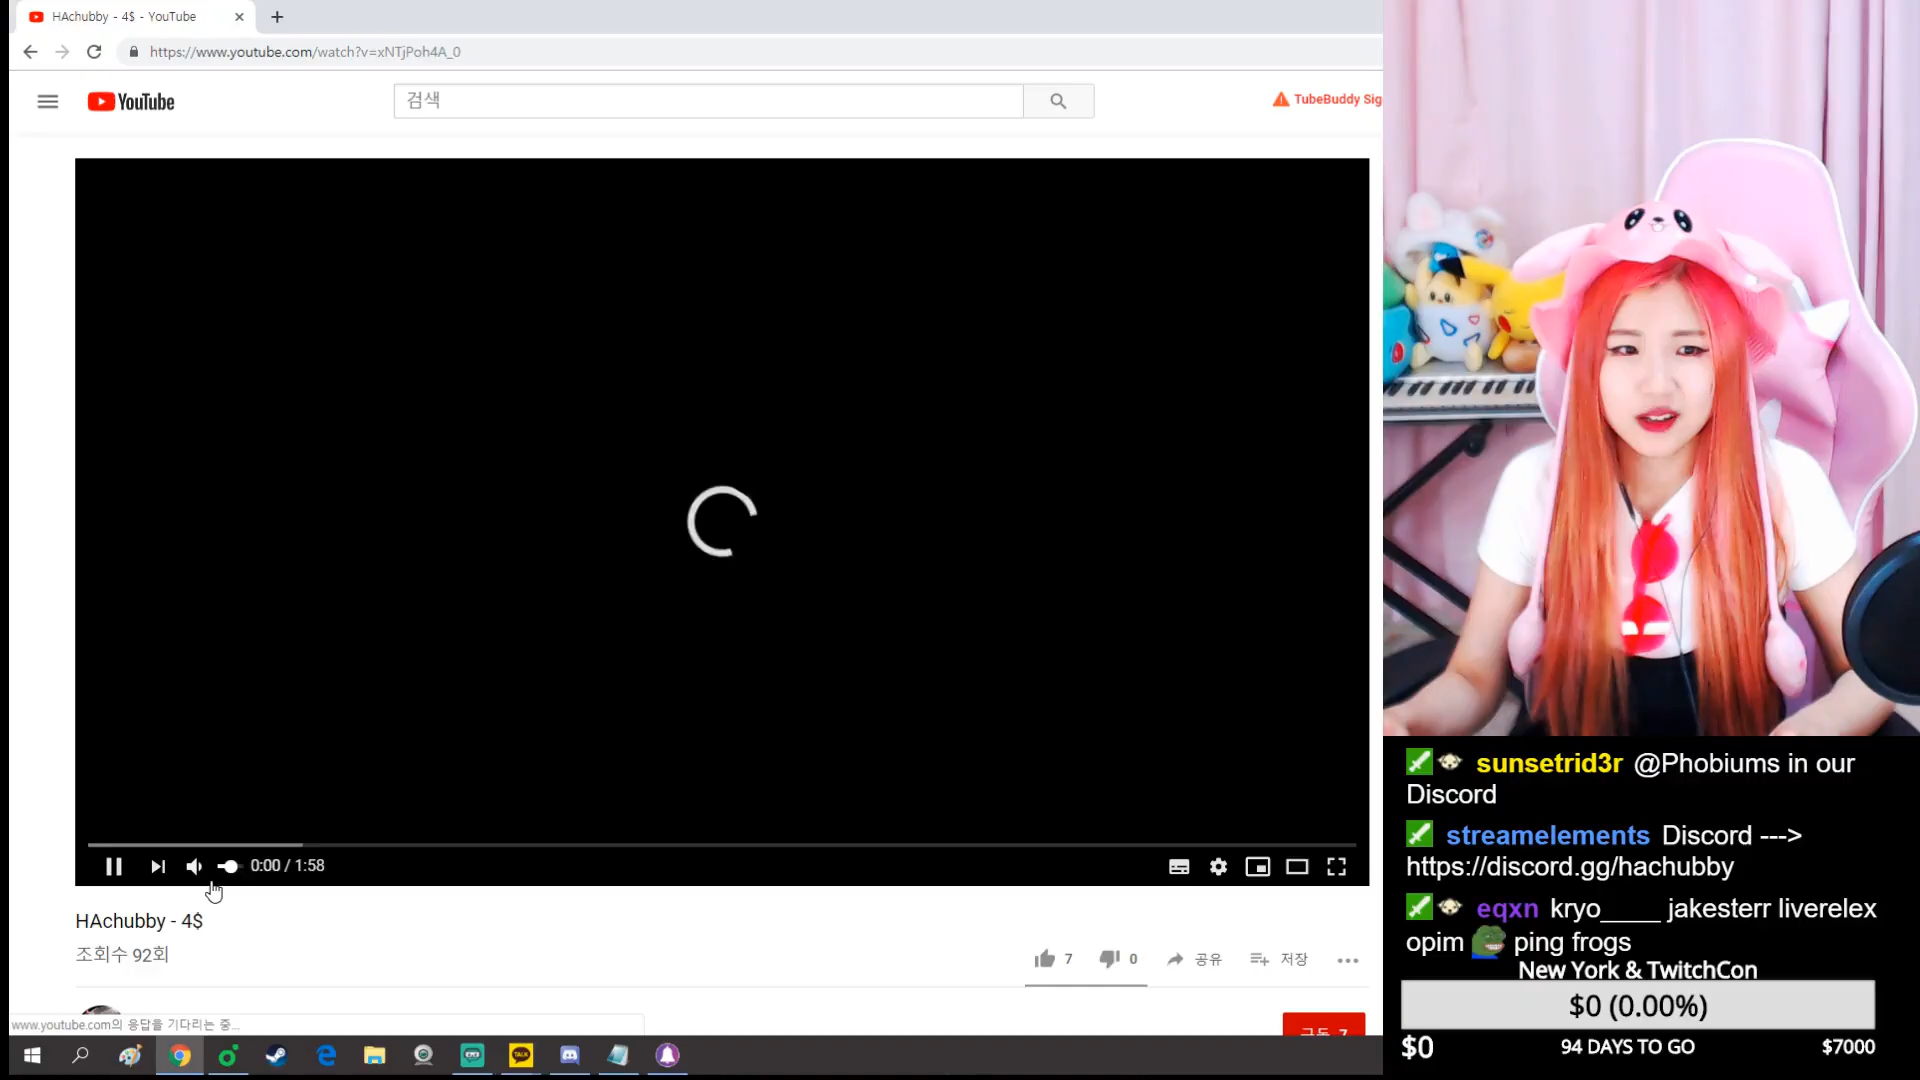 HAchubby - 4$ - YouTube
https://www.youtube.com/watch?v=xNTjPoh4A_0
YouTube
검색
TubeBuddy Sig
0:00 / 1:58
HAchubby - 4$
조회수 92회
7
0
공유
저장
www.youtube.com의 응답을 기다리는 중...
구독 7
TALK
sunsetrid3r @Phobiums in our
Discord
streamelements Discord --->
https://discord.gg/hachubby
eqxn kryo____ jakesterr liverelex
opim ping frogs
New York & TwitchCon
$0 (0.00%)
$0 94 DAYS TO GO $7000